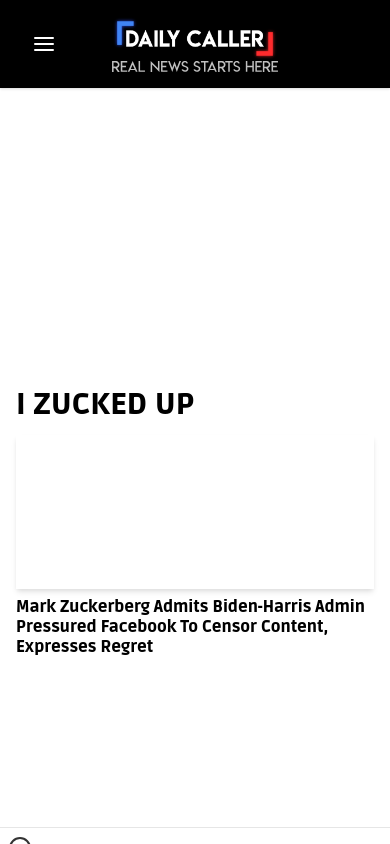 DAILY CALLER
REAL NEWS STARTS HERE
I ZUCKED UP
Mark Zuckerberg Admits Biden-Harris Admin
Pressured Facebook To Censor Content,
Expresses Regret